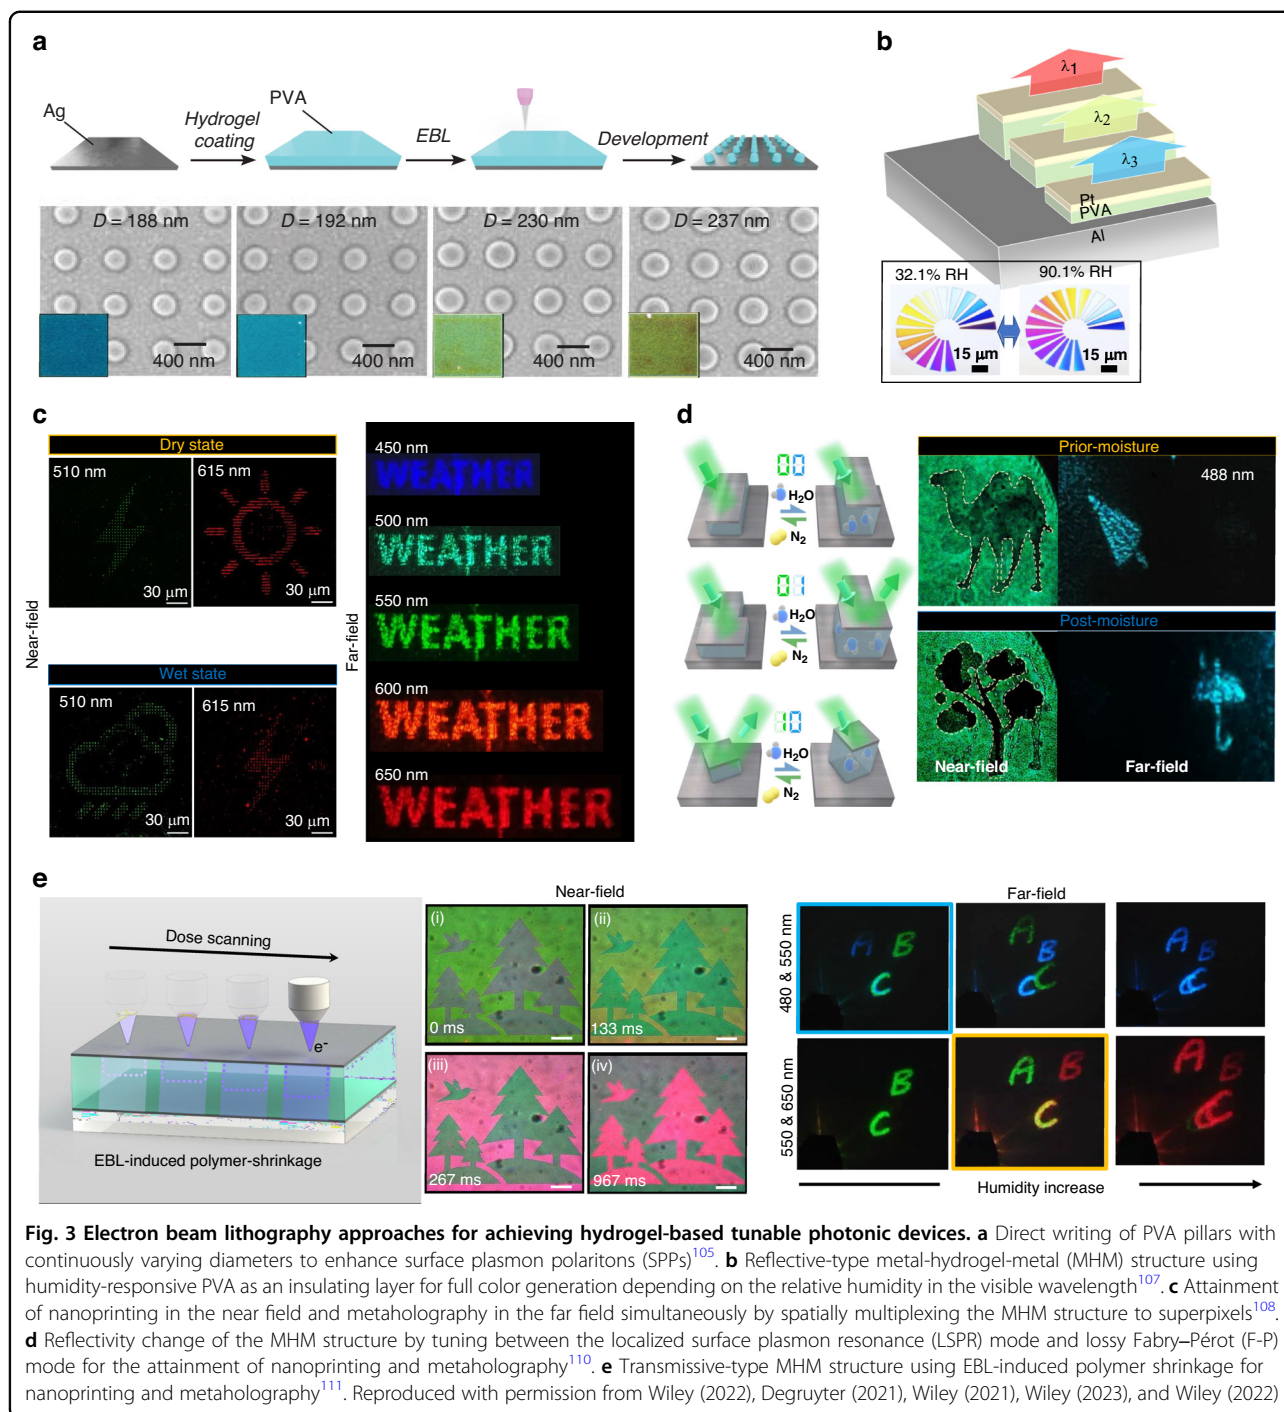 a
Ag
Hydrogel
coating
PVA
EBL
Development
D = 188 nm
D = 192 nm
D = 230 nm
D = 237 nm
400 nm
400 nm
400 nm
400 nm
b
λ1
λ2
λ3
Pt
PVA
Al
32.1% RH
90.1% RH
15 μm
15 μm
c
Near-field
Dry state
510 nm
615 nm
30 μm
30 μm
Wet state
510 nm
615 nm
30 μm
30 μm
Far-field
450 nm
WEATHER
500 nm
WEATHER
550 nm
WEATHER
600 nm
WEATHER
650 nm
WEATHER
d
00
H2O
N2
01
H2O
N2
10
H2O
N2
Prior-moisture
488 nm
Post-moisture
Near-field
Far-field
e
Dose scanning
e-
EBL-induced polymer-shrinkage
Near-field
(i)
0 ms
(ii)
133 ms
(iii)
267 ms
(iv)
967 ms
Far-field
480 & 550 nm
A B C
A B C C
A B C
550 & 650 nm
B C
A B C
A B C
Humidity increase
Fig. 3 Electron beam lithography approaches for achieving hydrogel-based tunable photonic devices. a Direct writing of PVA pillars with
continuously varying diameters to enhance surface plasmon polaritons (SPPs)105. b Reflective-type metal-hydrogel-metal (MHM) structure using
humidity-responsive PVA as an insulating layer for full color generation depending on the relative humidity in the visible wavelength107. c Attainment
of nanoprinting in the near field and metaholography in the far field simultaneously by spatially multiplexing the MHM structure to superpixels108.
d Reflectivity change of the MHM structure by tuning between the localized surface plasmon resonance (LSPR) mode and lossy Fabry–Pérot (F-P)
mode for the attainment of nanoprinting and metaholography110. e Transmissive-type MHM structure using EBL-induced polymer shrinkage for
nanoprinting and metaholography111. Reproduced with permission from Wiley (2022), Degruyter (2021), Wiley (2021), Wiley (2023), and Wiley (2022)